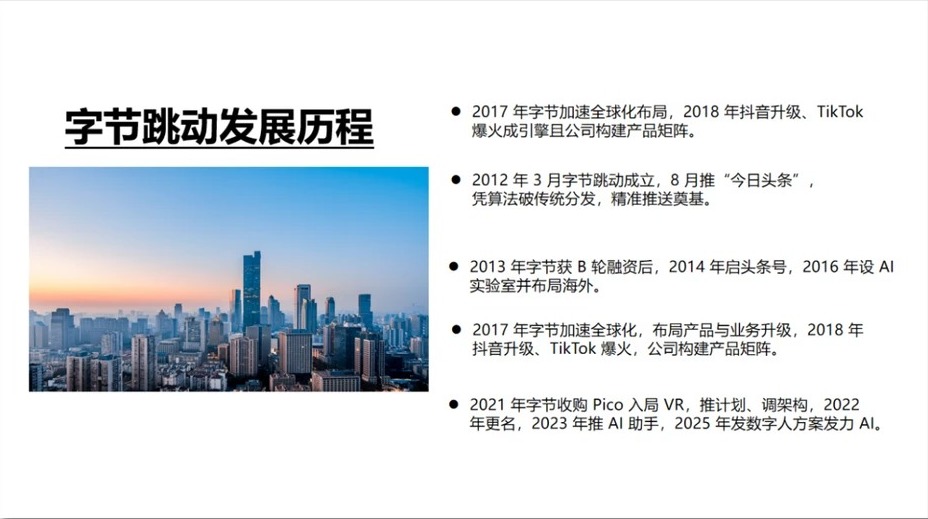 字节跳动发展历程
● 2017 年字节加速全球化布局，2018 年抖音升级、TikTok
爆火成引擎且公司构建产品矩阵。
● 2012 年 3 月字节跳动成立，8 月推“今日头条”，
凭算法破传统分发，精准推送奠基。
● 2013 年字节获 B 轮融资后，2014 年启头条号，2016 年设 AI
实验室并布局海外。
● 2017 年字节加速全球化，布局产品与业务升级，2018 年
抖音升级、TikTok 爆火，公司构建产品矩阵。
● 2021 年字节收购 Pico 入局 VR，推计划、调架构，2022
年更名，2023 年推 AI 助手，2025 年发数字人方案发力 AI。